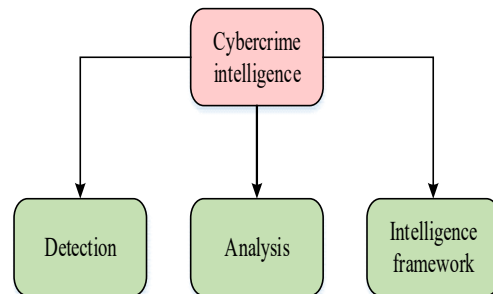 Cybercrime
intelligence
Detection
Analysis
Intelligence
framework